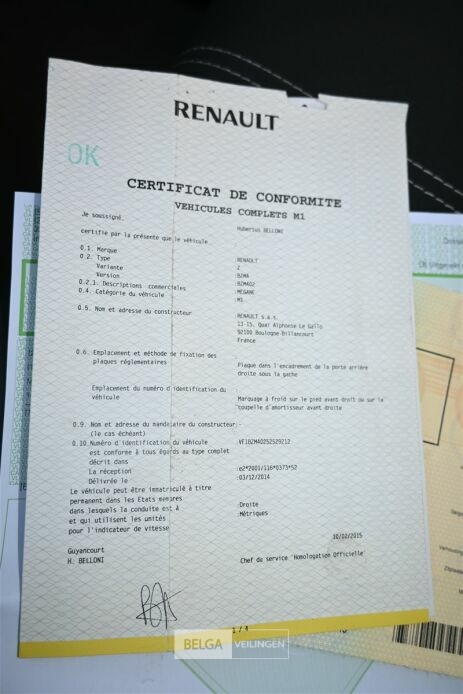 RENAULT
OK
CERTIFICAT DE CONFORMITE
VEHICULES COMPLETS M1
Je soussigné, Hubertus BELLONI
certifie par la présente que le véhicule
0.1. Marque :RENAULT
0.2. Type :Z
Variante :BZM4
Version :BZM402
0.2.1. Descriptions commerciales :MEGANE
0.4. Catégorie du véhicule :M1
0.5. Nom et adresse du constructeur :RENAULT s.a.s.
13-15, Quai Alphonse Le Gallo
92100 Boulogne-Billancourt
France
0.6. Emplacement et méthode de fixation des
plaques réglementaires :Plaque dans l'encadrement de la porte arrière
droite sous la gache
Emplacement du numéro d'identification du
véhicule :Marquage à froid sur le pied avant droit ou sur la
coupelle d'amortisseur avant droite
0.9. Nom et adresse du mandataire du constructeur:-
(le cas échéant)
0.10.Numéro d'identification du véhicule :VF1BZM40252529212
est conforme à tous égards au type complet
décrit dans
La réception :e2*2001/116*0373*52
Délivrée le :03/12/2014
Le véhicule peut être immatriculé à titre
permanent dans les Etats membres
dans lesquels la conduite est à :Droite
et qui utilisent les unités :Métriques
pour l'indicateur de vitesse
10/02/2015
Guyancourt
H. BELLONI Chef de service "Homologation Officielle"
1 / 4
BELGA VEILINGEN